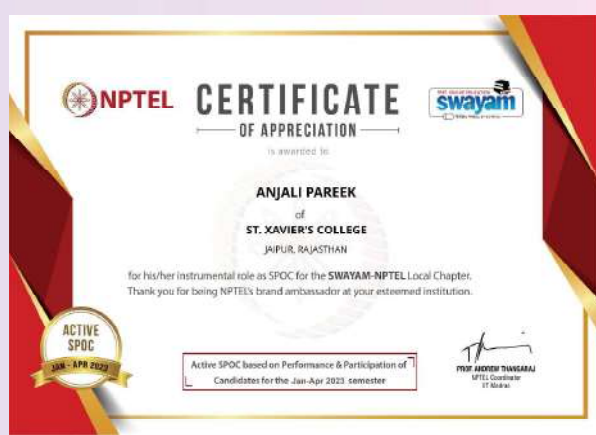 NPTEL
CERTIFICATE
OF APPRECIATION
is awarded to
swayam
ANJALI PAREEK
of
ST. XAVIER'S COLLEGE
JAIPUR, RAJASTHAN
for his/her instrumental role as SPOC for the SWAYAM-NPTEL Local Chapter.
Thank you for being NPTEL's brand ambassador at your esteemed institution.
ACTIVE
SPOC
JAN - APR 2023
Active SPOC based on Performance & Participation of
Candidates for the Jan-Apr 2023 semester
PROF. ANDREW THANGARAJ
NPTEL Coordinator
IIT Madras